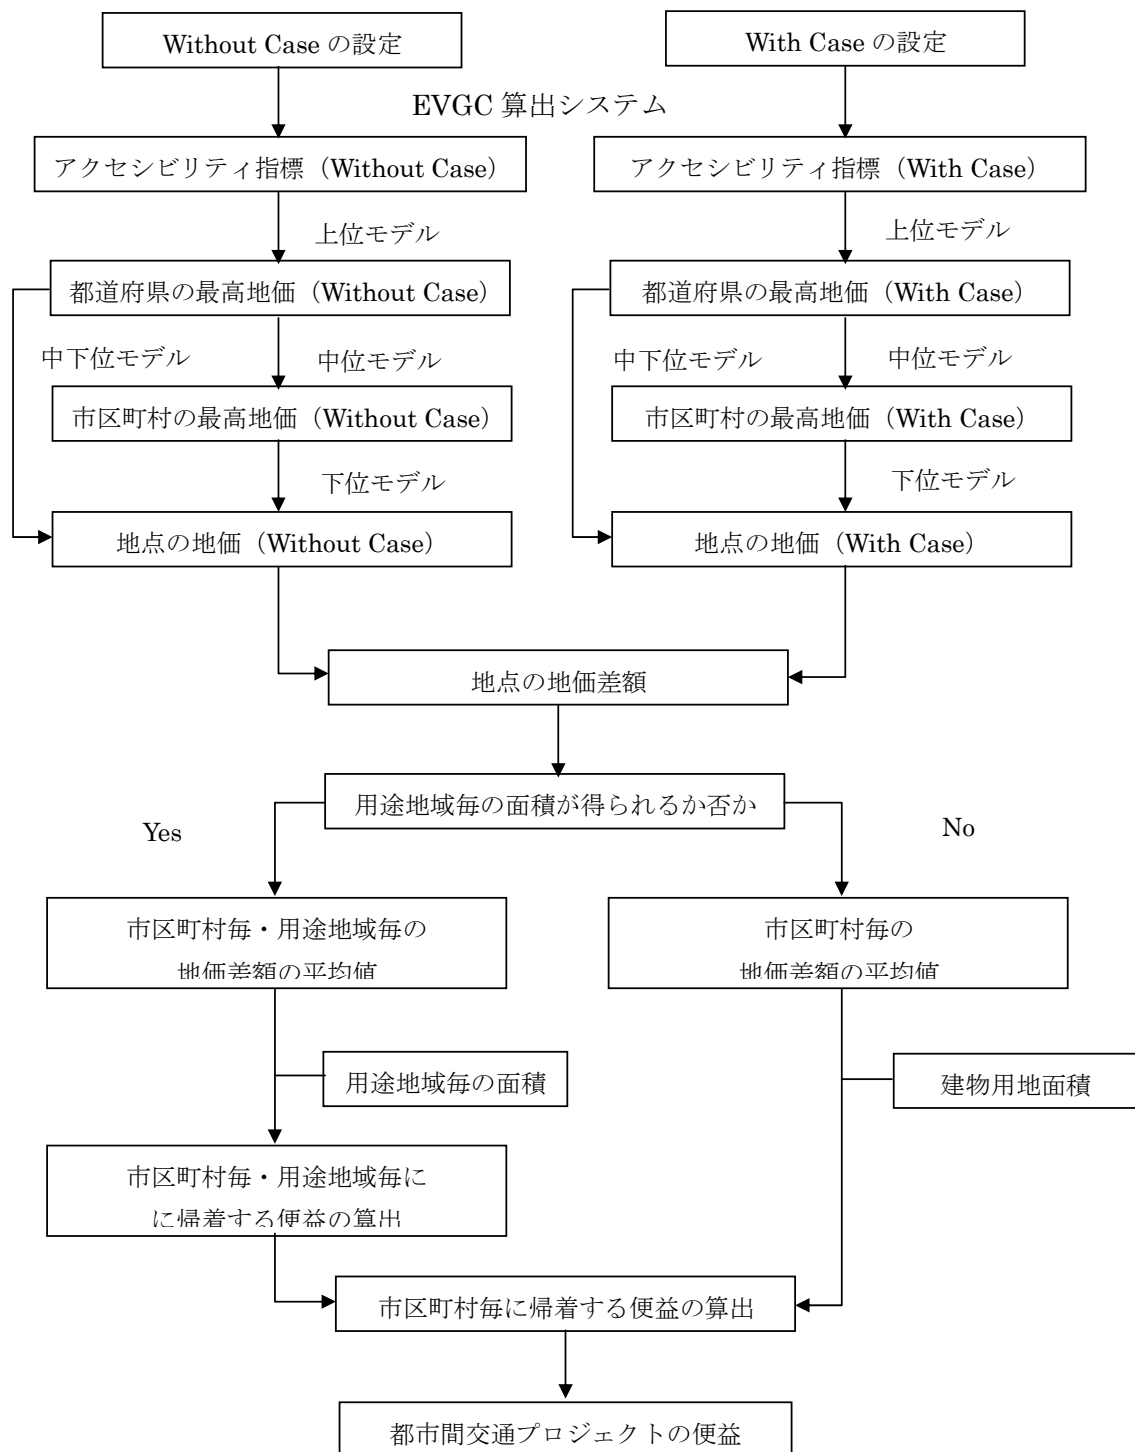 Without Case の設定
With Case の設定
EVGC 算出システム
アクセシビリティ指標（Without Case）
アクセシビリティ指標（With Case）
上位モデル
上位モデル
都道府県の最高地価（Without Case）
都道府県の最高地価（With Case）
中下位モデル
中位モデル
中下位モデル
中位モデル
市区町村の最高地価（Without Case）
市区町村の最高地価（With Case）
下位モデル
下位モデル
地点の地価（Without Case）
地点の地価（With Case）
地点の地価差額
用途地域毎の面積が得られるか否か
Yes
No
市区町村毎・用途地域毎の
地価差額の平均値
市区町村毎の
地価差額の平均値
用途地域毎の面積
建物用地面積
市区町村毎・用途地域毎に
に帰着する便益の算出
市区町村毎に帰着する便益の算出
都市間交通プロジェクトの便益